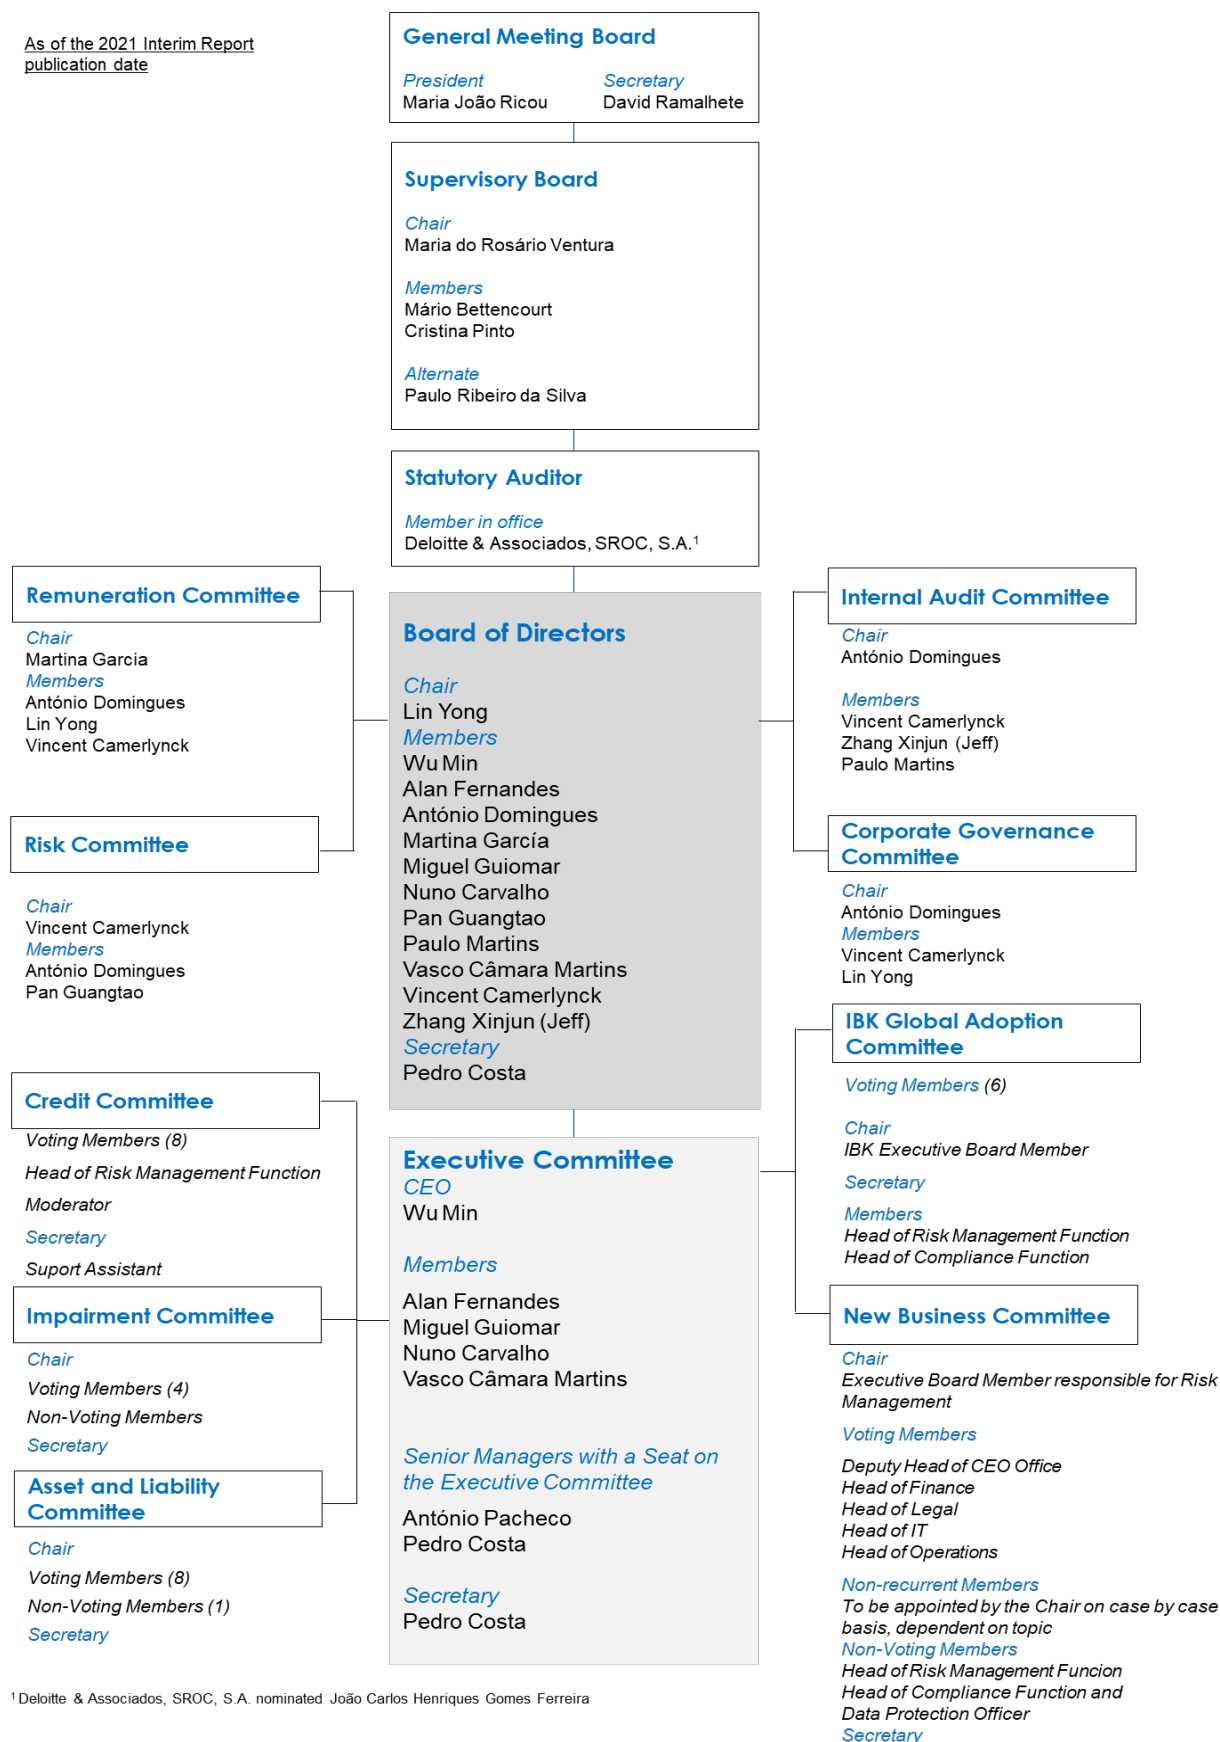 As of the 2021 Interim Report
publication date
General Meeting Board
President
Maria João Ricou
Secretary
David Ramalhete
Supervisory Board
Chair
Maria do Rosário Ventura
Members
Mário Bettencourt
Cristina Pinto
Alternate
Paulo Ribeiro da Silva
Statutory Auditor
Member in office
Deloitte & Associados, SROC, S.A.¹
Remuneration Committee
Chair
Martina Garcia
Members
António Domingues
Lin Yong
Vincent Camerlynck
Risk Committee
Chair
Vincent Camerlynck
Members
António Domingues
Pan Guangtao
Board of Directors
Chair
Lin Yong
Members
Wu Min
Alan Fernandes
António Domingues
Martina García
Miguel Guiomar
Nuno Carvalho
Pan Guangtao
Paulo Martins
Vasco Câmara Martins
Vincent Camerlynck
Zhang Xinjun (Jeff)
Secretary
Pedro Costa
Internal Audit Committee
Chair
António Domingues
Members
Vincent Camerlynck
Zhang Xinjun (Jeff)
Paulo Martins
Corporate Governance
Committee
Chair
António Domingues
Members
Vincent Camerlynck
Lin Yong
Credit Committee
Voting Members (8)
Head of Risk Management Function
Moderator
Secretary
Suport Assistant
Impairment Committee
Chair
Voting Members (4)
Non-Voting Members
Secretary
Asset and Liability
Committee
Chair
Voting Members (8)
Non-Voting Members (1)
Secretary
Executive Committee
CEO
Wu Min
Members
Alan Fernandes
Miguel Guiomar
Nuno Carvalho
Vasco Câmara Martins
Senior Managers with a Seat on
the Executive Committee
António Pacheco
Pedro Costa
Secretary
Pedro Costa
IBK Global Adoption
Committee
Voting Members (6)
Chair
IBK Executive Board Member
Secretary
Members
Head of Risk Management Function
Head of Compliance Function
New Business Committee
Chair
Executive Board Member responsible for Risk
Management
Voting Members
Deputy Head of CEO Office
Head of Finance
Head of Legal
Head of IT
Head of Operations
Non-recurrent Members
To be appointed by the Chair on case by case
basis, dependent on topic
Non-Voting Members
Head of Risk Management Funcion
Head of Compliance Function and
Data Protection Officer
Secretary
¹ Deloitte & Associados, SROC, S.A. nominated João Carlos Henriques Gomes Ferreira